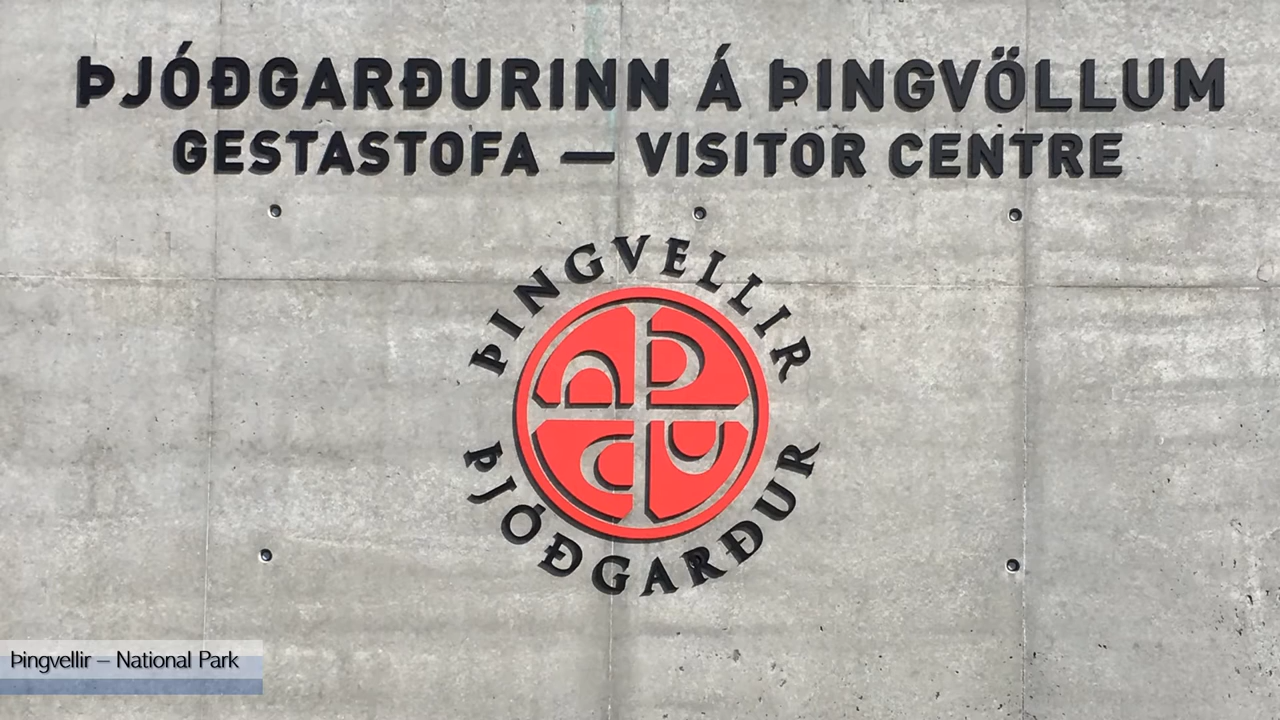 ÞJÓÐGARÐURINN Á ÞINGVÖLLUM
GESTASTOFA — VISITOR CENTRE
ÞINGVELLIR
ÞJÓÐGARÐUR
Þingvellir – National Park